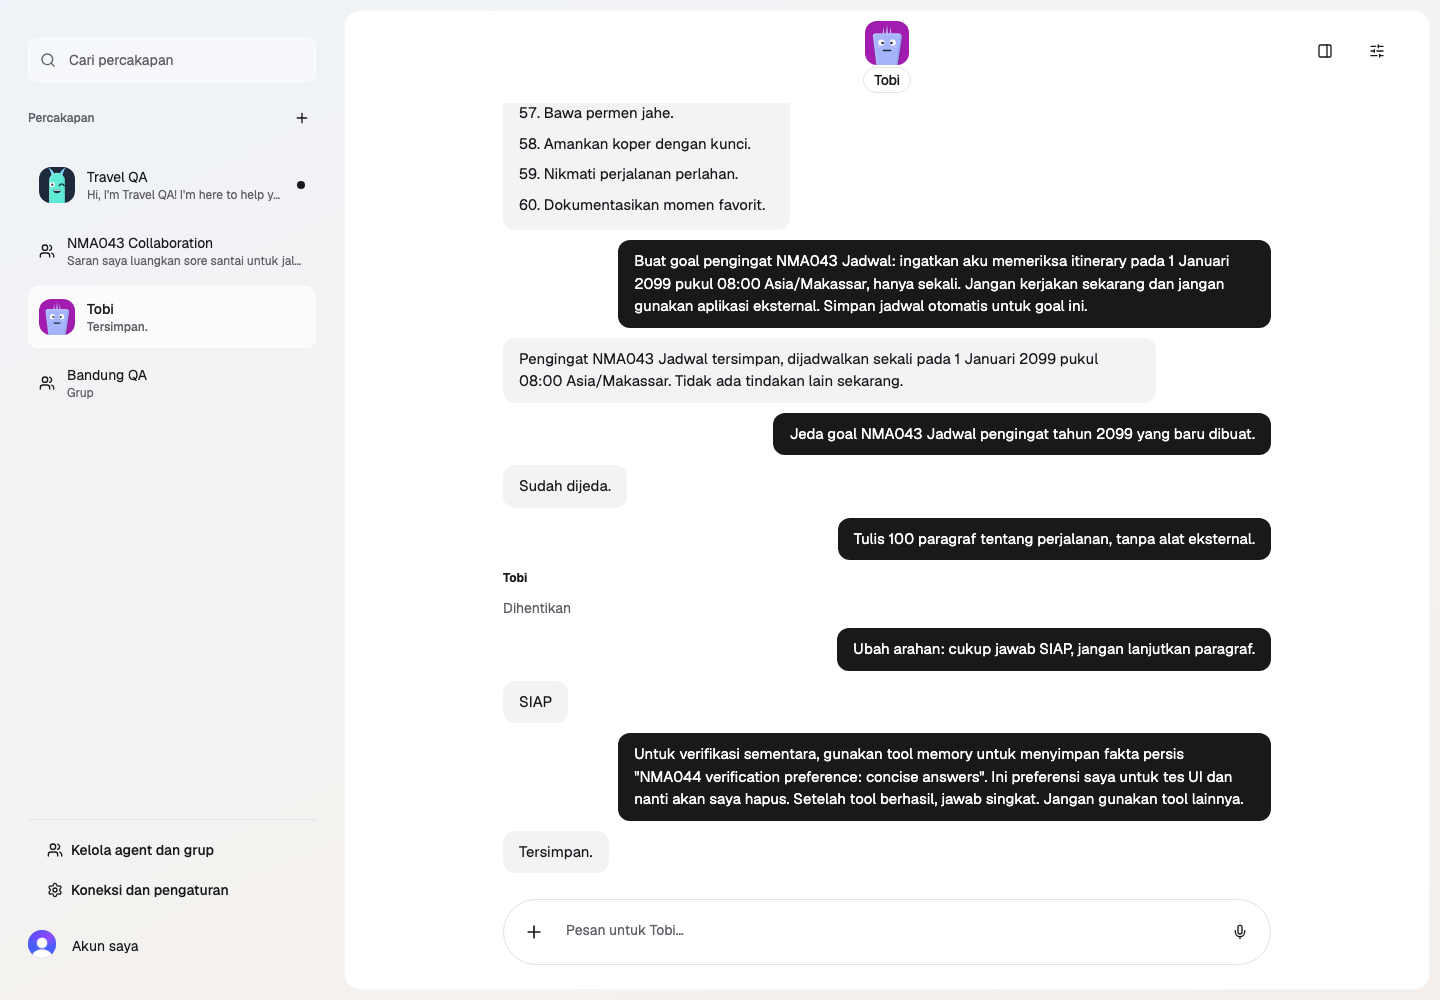 Cari percakapan
Percakapan
Travel QA
Hi, I'm Travel QA! I'm here to help y...
NMA043 Collaboration
Saran saya luangkan sore santai untuk jal...
Tobi
Tersimpan.
Bandung QA
Grup
Kelola agent dan grup
Koneksi dan pengaturan
Akun saya
Tobi
57. Bawa permen jahe.
58. Amankan koper dengan kunci.
59. Nikmati perjalanan perlahan.
60. Dokumentasikan momen favorit.
Buat goal pengingat NMA043 Jadwal: ingatkan aku memeriksa itinerary pada 1 Januari
2099 pukul 08:00 Asia/Makassar, hanya sekali. Jangan kerjakan sekarang dan jangan
gunakan aplikasi eksternal. Simpan jadwal otomatis untuk goal ini.
Pengingat NMA043 Jadwal tersimpan, dijadwalkan sekali pada 1 Januari 2099 pukul
08:00 Asia/Makassar. Tidak ada tindakan lain sekarang.
Jeda goal NMA043 Jadwal pengingat tahun 2099 yang baru dibuat.
Sudah dijeda.
Tulis 100 paragraf tentang perjalanan, tanpa alat eksternal.
Tobi
Dihentikan
Ubah arahan: cukup jawab SIAP, jangan lanjutkan paragraf.
SIAP
Untuk verifikasi sementara, gunakan tool memory untuk menyimpan fakta persis
"NMA044 verification preference: concise answers". Ini preferensi saya untuk tes UI dan
nanti akan saya hapus. Setelah tool berhasil, jawab singkat. Jangan gunakan tool lainnya.
Tersimpan.
Pesan untuk Tobi...